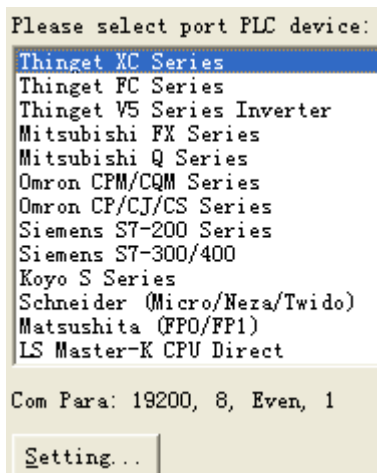 Please select port PLC device:
Thinget XC Series
Thinget FC Series
Thinget V5 Series Inverter
Mitsubishi FX Series
Mitsubishi Q Series
Omron CPM/CQM Series
Omron CP/CJ/CS Series
Siemens S7-200 Series
Siemens S7-300/400
Koyo S Series
Schneider (Micro/Neza/Twido)
Matsushita (FP0/FP1)
LS Master-K CPU Direct
Com Para: 19200, 8, Even, 1
Setting...